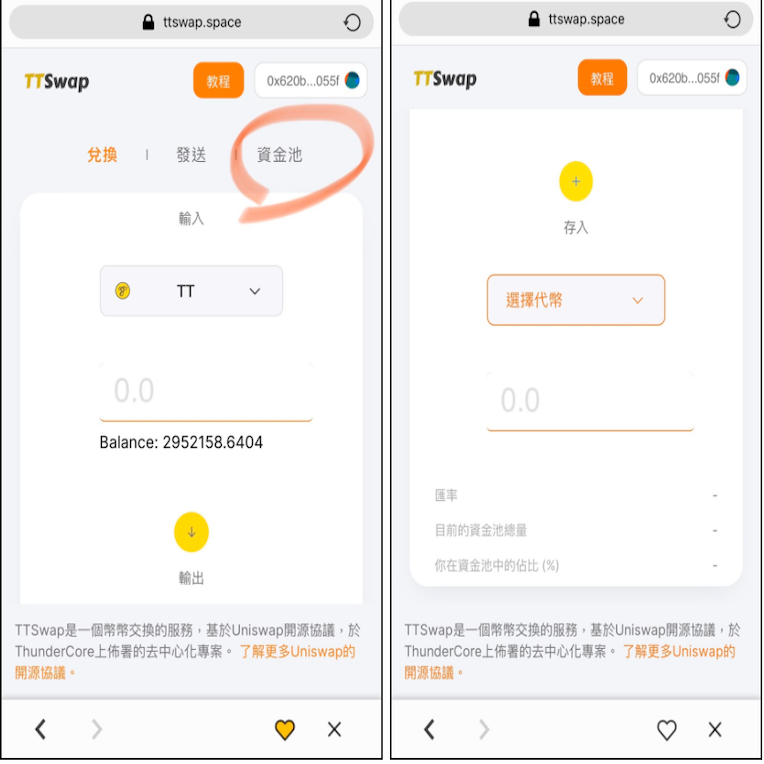 ttswap.space
TTSwap
教程
0x620b...055f
兌換 | 發送 | 資金池
輸入
TT
0.0
Balance: 2952158.6404
輸出
TTSwap是一個幣幣交換的服務，基於Uniswap開源協議，於
ThunderCore上佈署的去中心化專案。 了解更多Uniswap的
開源協議。
ttswap.space
TTSwap
教程
0x620b...055f
存入
選擇代幣
0.0
匯率 -
目前的資金池總量 -
你在資金池中的佔比 (%) -
TTSwap是一個幣幣交換的服務，基於Uniswap開源協議，於
ThunderCore上佈署的去中心化專案。 了解更多Uniswap的
開源協議。